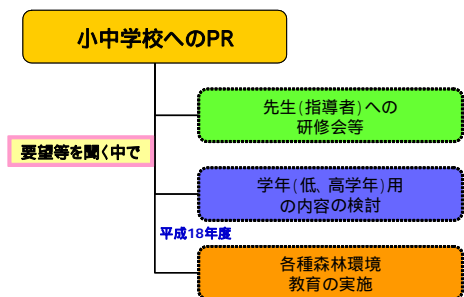 小中学校へのPR
先生(指導者)への
研修会等
要望等を聞く中で
学年(低、高学年)用
の内容の検討
平成18年度
各種森林環境
教育の実施